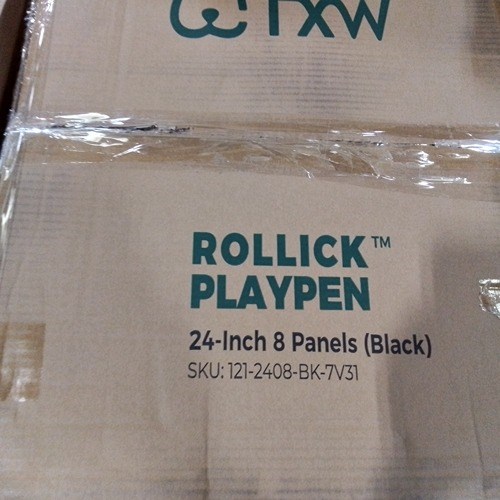 FXW
ROLLICK™
PLAYPEN
24-Inch 8 Panels (Black)
SKU: 121-2408-BK-7V31